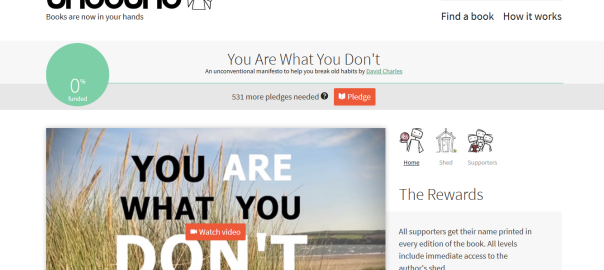 unbound
Books are now in your hands
Find a book How it works
0%
funded
You Are What You Don't
An unconventional manifesto to help you break old habits by David Charles
531 more pledges needed ? Pledge
YOU ARE
WHAT YOU
DON'T
Watch video
Home Shed Supporters
The Rewards
All supporters get their name printed in
every edition of the book. All levels
include immediate access to the
author's shed